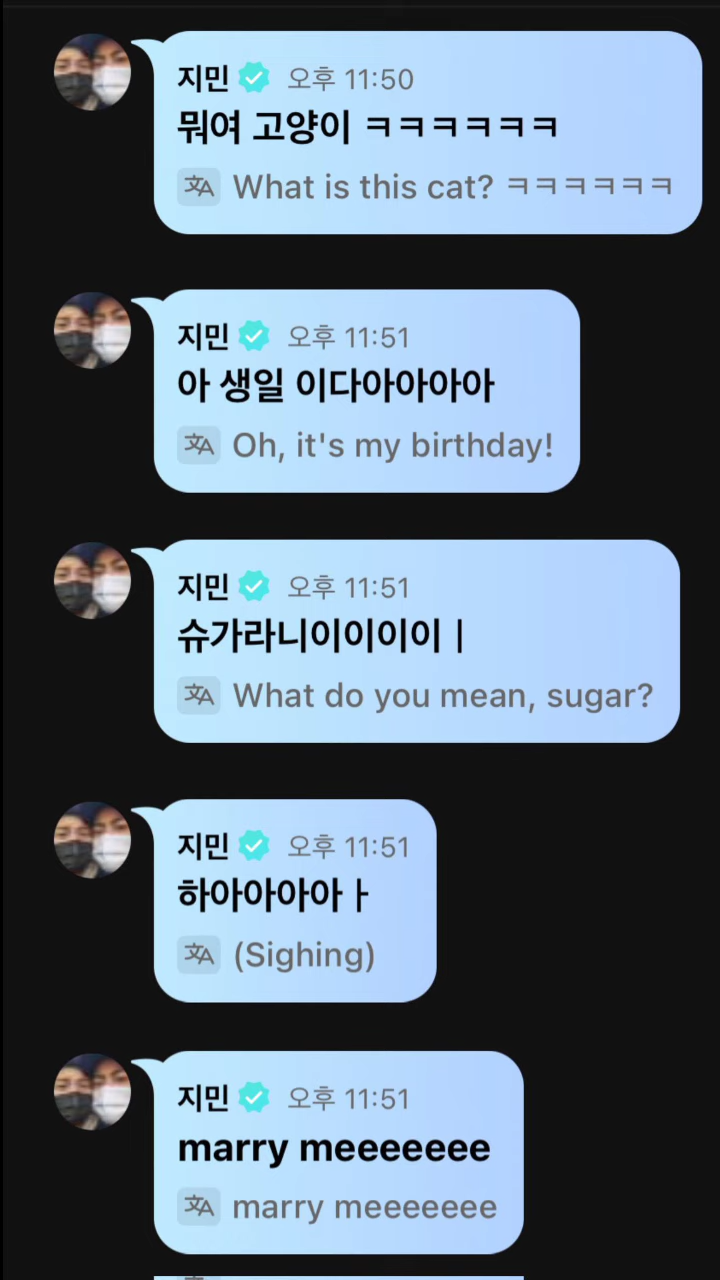 지민 오후 11:50
뭐여 고양이 ㅋㅋㅋㅋㅋㅋ
What is this cat? ㅋㅋㅋㅋㅋㅋ
지민 오후 11:51
아 생일 이다아아아아
Oh, it's my birthday!
지민 오후 11:51
슈가라니이이이이ㅣ
What do you mean, sugar?
지민 오후 11:51
하아아아아ㅏ
(Sighing)
지민 오후 11:51
marry meeeeeee
marry meeeeeee